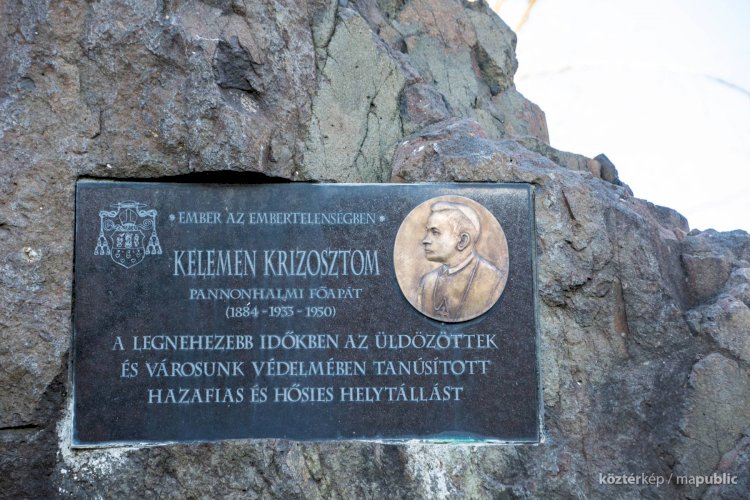 * EMBER AZ EMBERTELENSÉGBEN *
KELEMEN KRIZOSZTOM
PANNONHALMI FŐAPÁT
(1884 - 1933 - 1950)
A LEGNEHEZEBB IDŐKBEN AZ ÜLDÖZÖTTEK
ÉS VÁROSUNK VÉDELMÉBEN TANÚSÍTOTT
HAZAFIAS ÉS HŐSIES HELYTÁLLÁST
köztérkép / mapublic